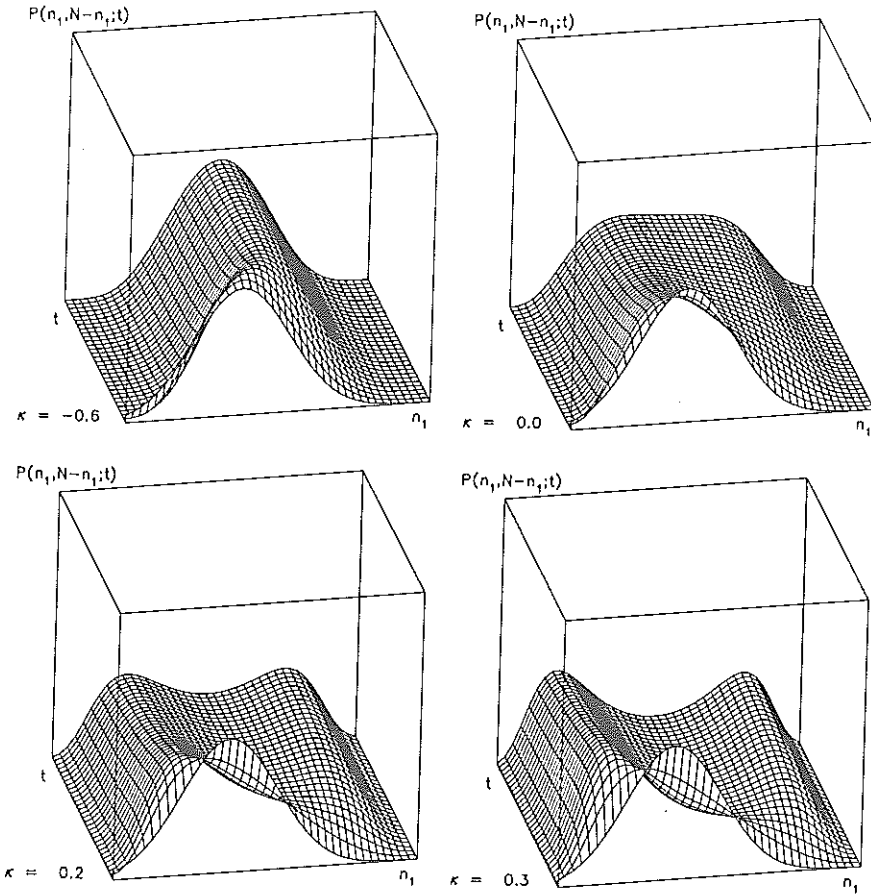 P(n₁,N−n₁;t)
t
n₁
κ = −0.6
P(n₁,N−n₁;t)
t
n₁
κ = 0.0
P(n₁,N−n₁;t)
t
n₁
κ = 0.2
P(n₁,N−n₁;t)
t
n₁
κ = 0.3